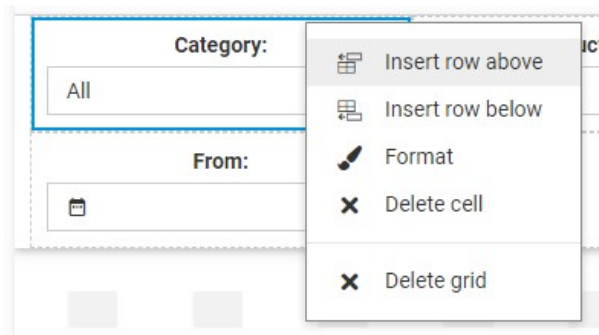 Category:
All
Insert row above
Insert row below
From:
Format
Delete cell
Delete grid